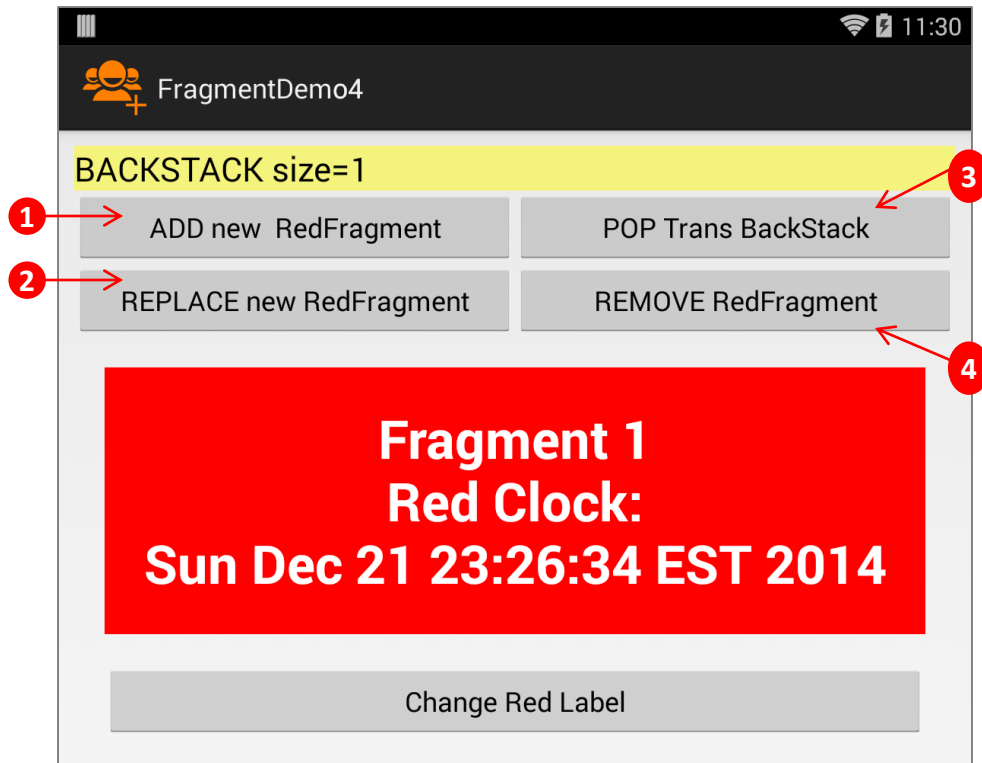 11:30
FragmentDemo4
BACKSTACK size=1
3
1
ADD new  RedFragment
POP Trans BackStack
2
REPLACE new RedFragment
REMOVE RedFragment
4
Fragment 1
Red Clock:
Sun Dec 21 23:26:34 EST 2014
Change Red Label